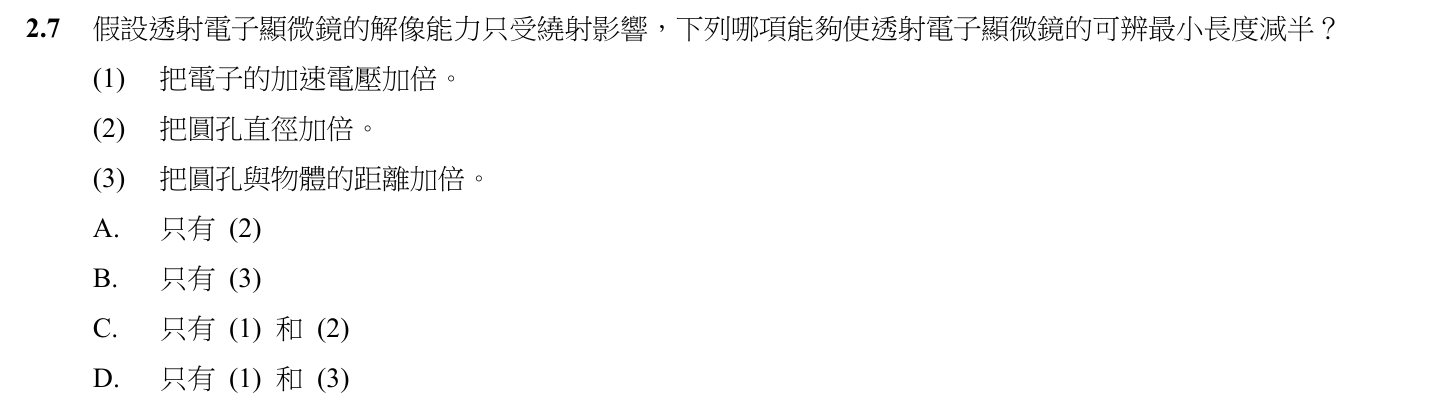 2.7 假設透射電子顯微鏡的解像能力只受繞射影響，下列哪項能夠使透射電子顯微鏡的可辨最小長度減半？
(1) 把電子的加速電壓加倍。
(2) 把圓孔直徑加倍。
(3) 把圓孔與物體的距離加倍。
A. 只有 (2)
B. 只有 (3)
C. 只有 (1) 和 (2)
D. 只有 (1) 和 (3)